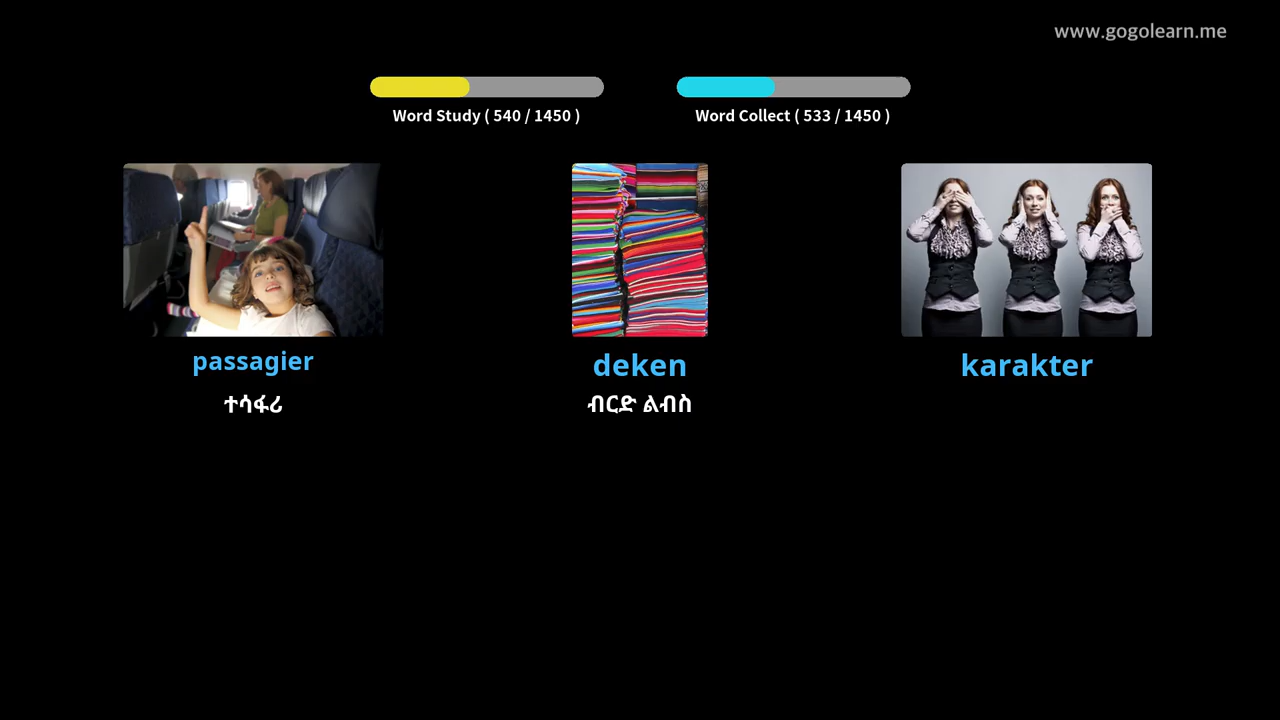 www.gogolearn.me
Word Study ( 540 / 1450 )
Word Collect ( 533 / 1450 )
passagier
deken
karakter
ተሳፋሪ
ብርድ ልብስ